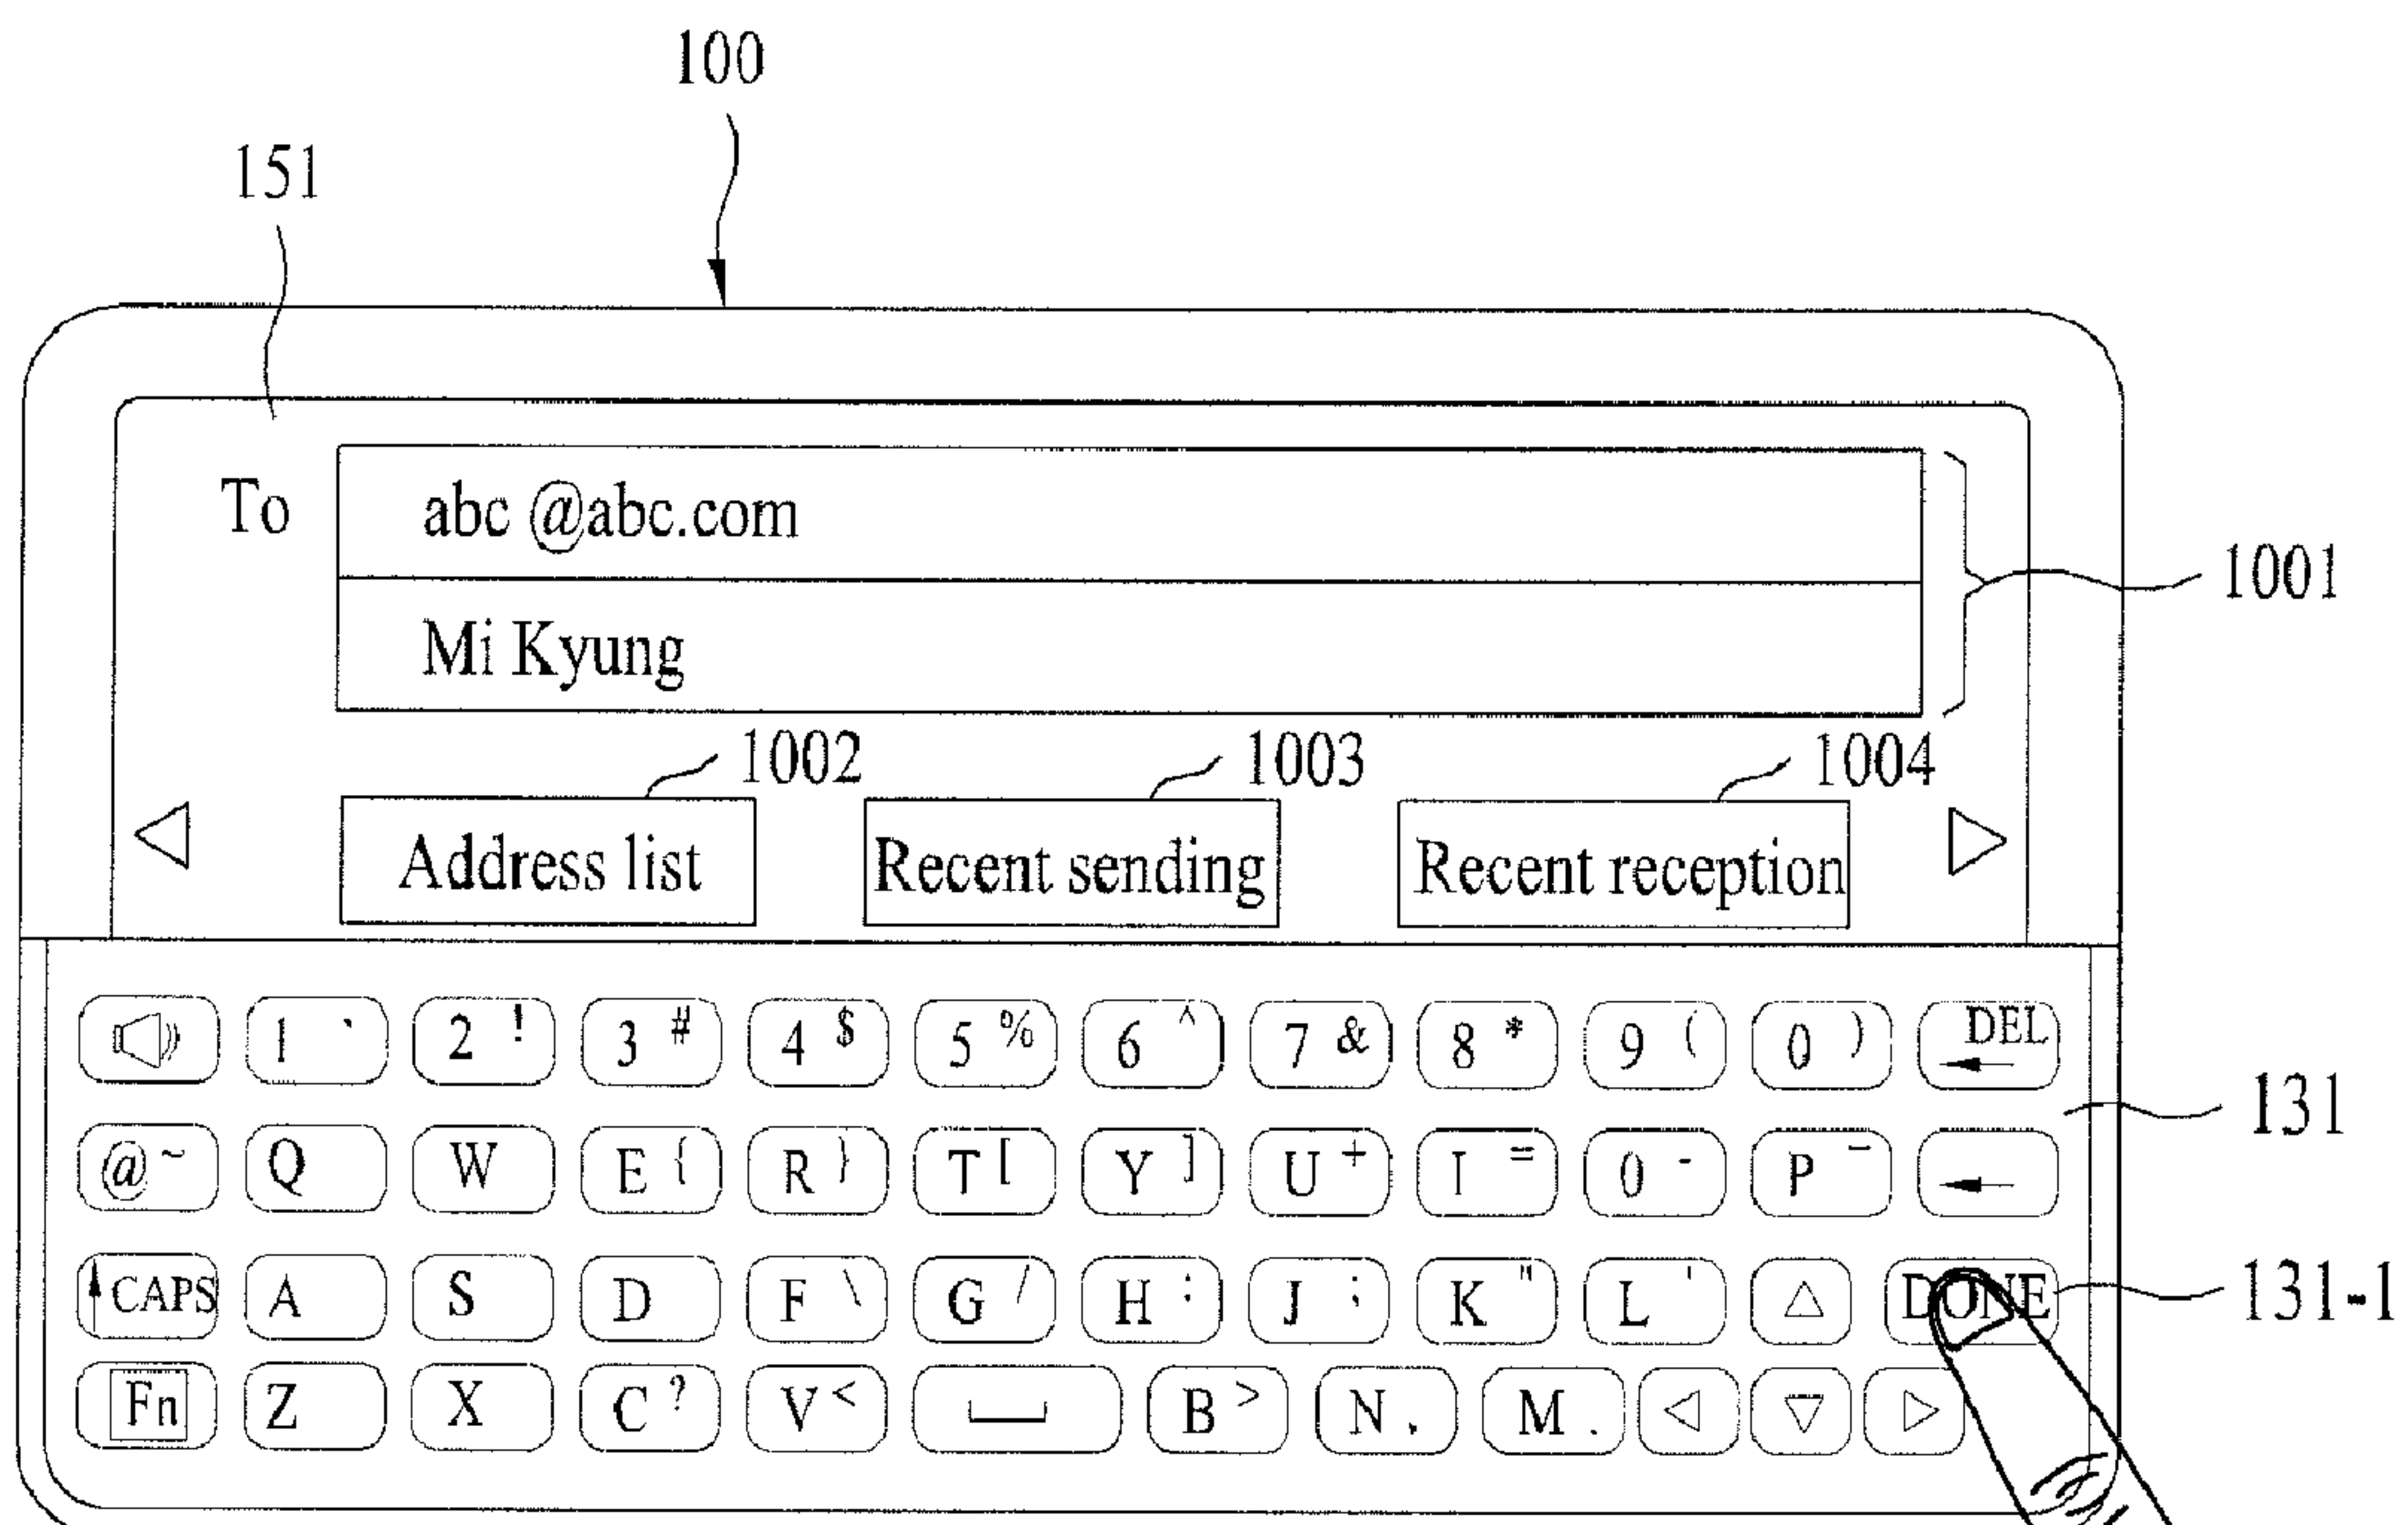 100
151
To abc @abc.com
Mi Kyung
1001
1002 1003 1004
Address list Recent sending Recent reception
1 ` 2 ! 3 # 4 $ 5 % 6 ^ 7 & 8 * 9 ( 0 ) DEL
131
@ ~ Q W E { R } T [ Y ] U + I = 0 - P _
CAPS A S D F \ G / H : J ; K " L ' DONE
131-1
Fn Z X C ? V < B > N , M .